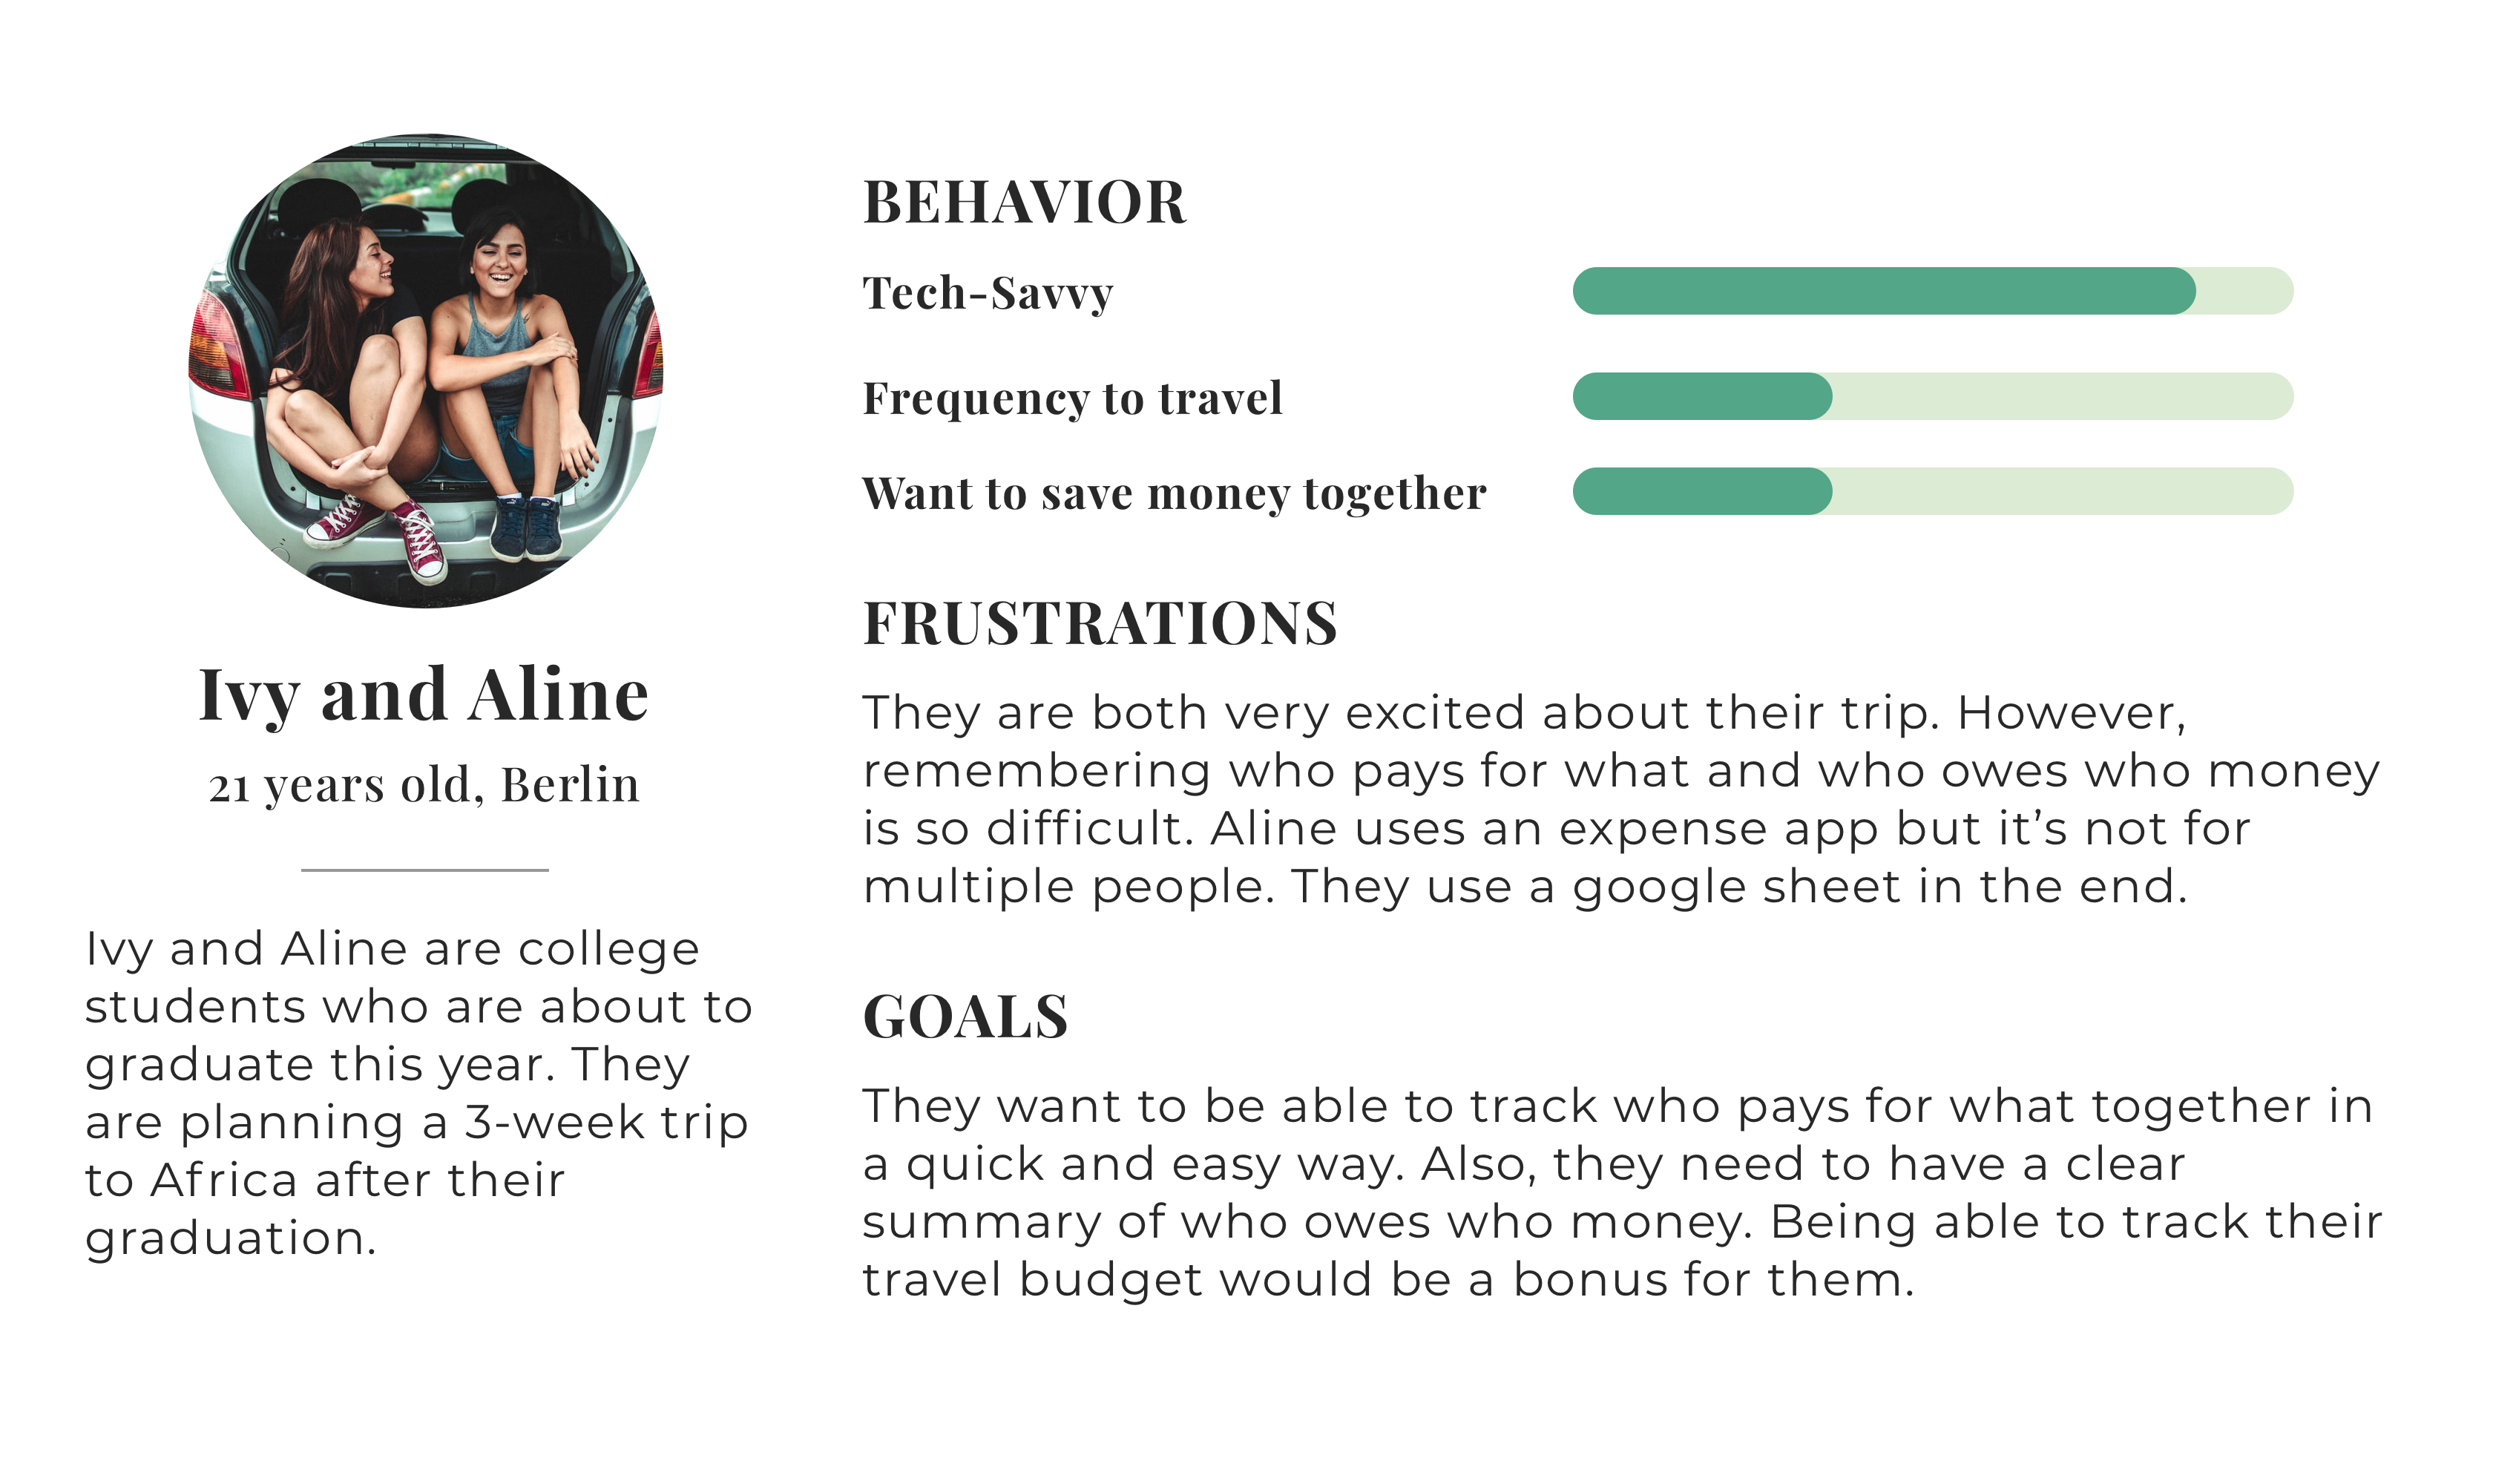 Ivy and Aline
21 years old, Berlin
Ivy and Aline are college
students who are about to
graduate this year. They
are planning a 3-week trip
to Africa after their
graduation.
BEHAVIOR
Tech-Savvy
Frequency to travel
Want to save money together
FRUSTRATIONS
They are both very excited about their trip. However,
remembering who pays for what and who owes who money
is so difficult. Aline uses an expense app but it’s not for
multiple people. They use a google sheet in the end.
GOALS
They want to be able to track who pays for what together in
a quick and easy way. Also, they need to have a clear
summary of who owes who money. Being able to track their
travel budget would be a bonus for them.